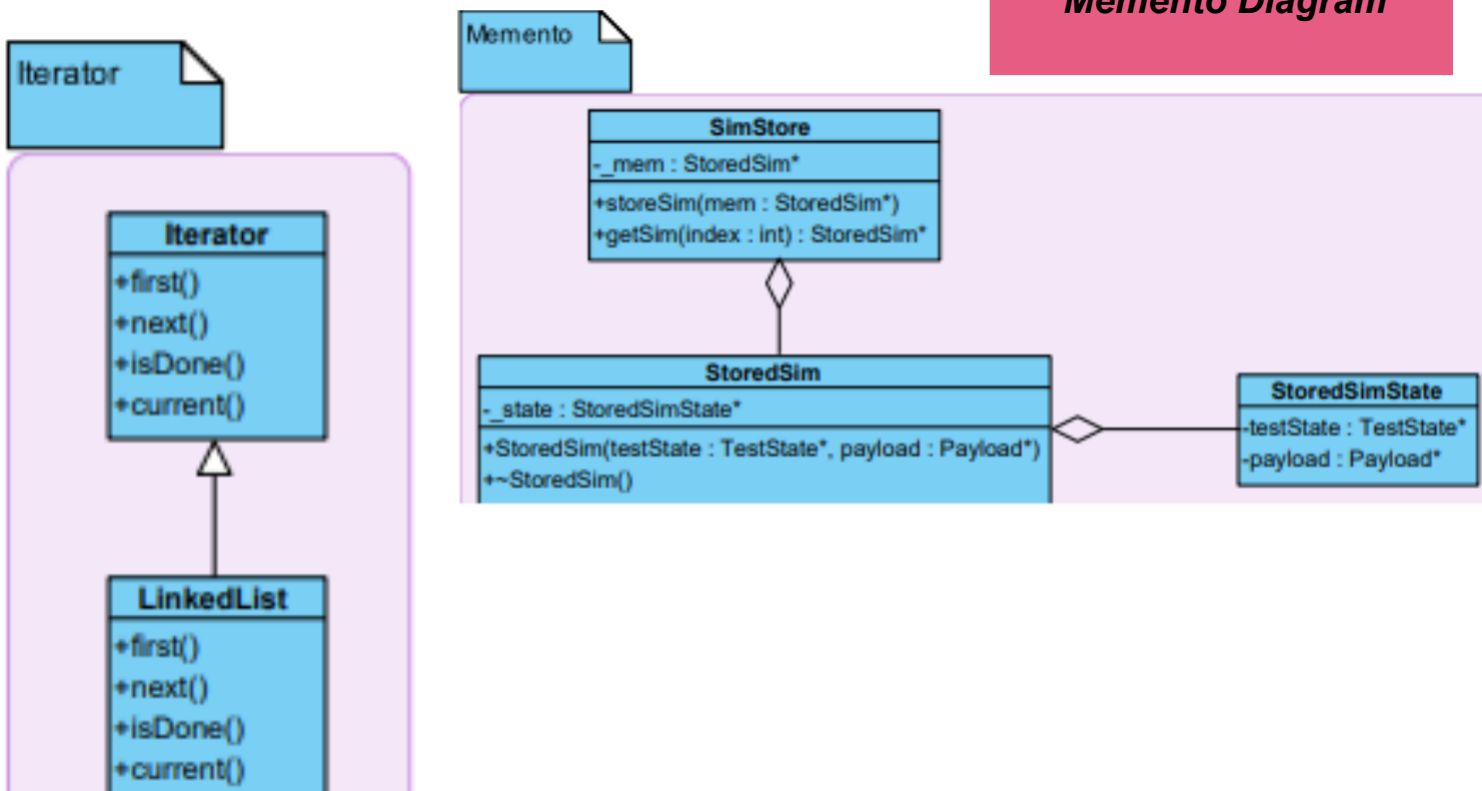 Memento Diagram
Iterator
Iterator
+first()
+next()
+isDone()
+current()
LinkedList
+first()
+next()
+isDone()
+current()
Memento
SimStore
-_mem : StoredSim*
+storeSim(mem : StoredSim*)
+getSim(index : int) : StoredSim*
StoredSim
-_state : StoredSimState*
+StoredSim(testState : TestState*, payload : Payload*)
+~StoredSim()
StoredSimState
-testState : TestState*
-payload : Payload*